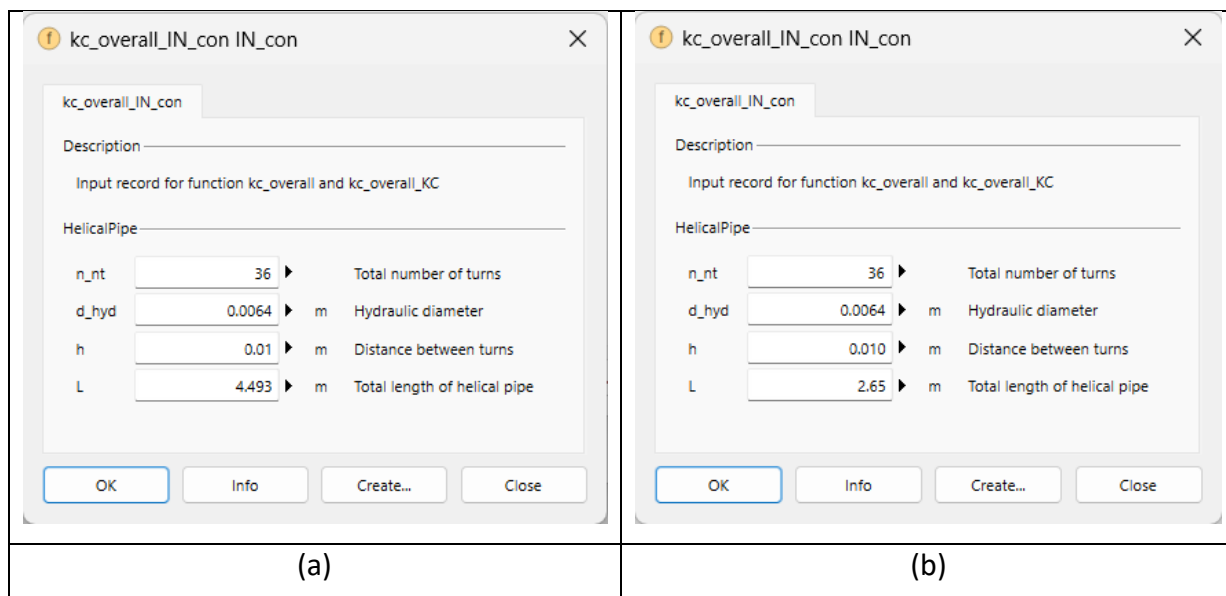 f kc_overall_IN_con IN_con
kc_overall_IN_con
Description
Input record for function kc_overall and kc_overall_KC
HelicalPipe
n_nt 36 Total number of turns
d_hyd 0.0064 m Hydraulic diameter
h 0.01 m Distance between turns
L 4.493 m Total length of helical pipe
OK Info Create... Close
(a)
f kc_overall_IN_con IN_con
kc_overall_IN_con
Description
Input record for function kc_overall and kc_overall_KC
HelicalPipe
n_nt 36 Total number of turns
d_hyd 0.0064 m Hydraulic diameter
h 0.010 m Distance between turns
L 2.65 m Total length of helical pipe
OK Info Create... Close
(b)